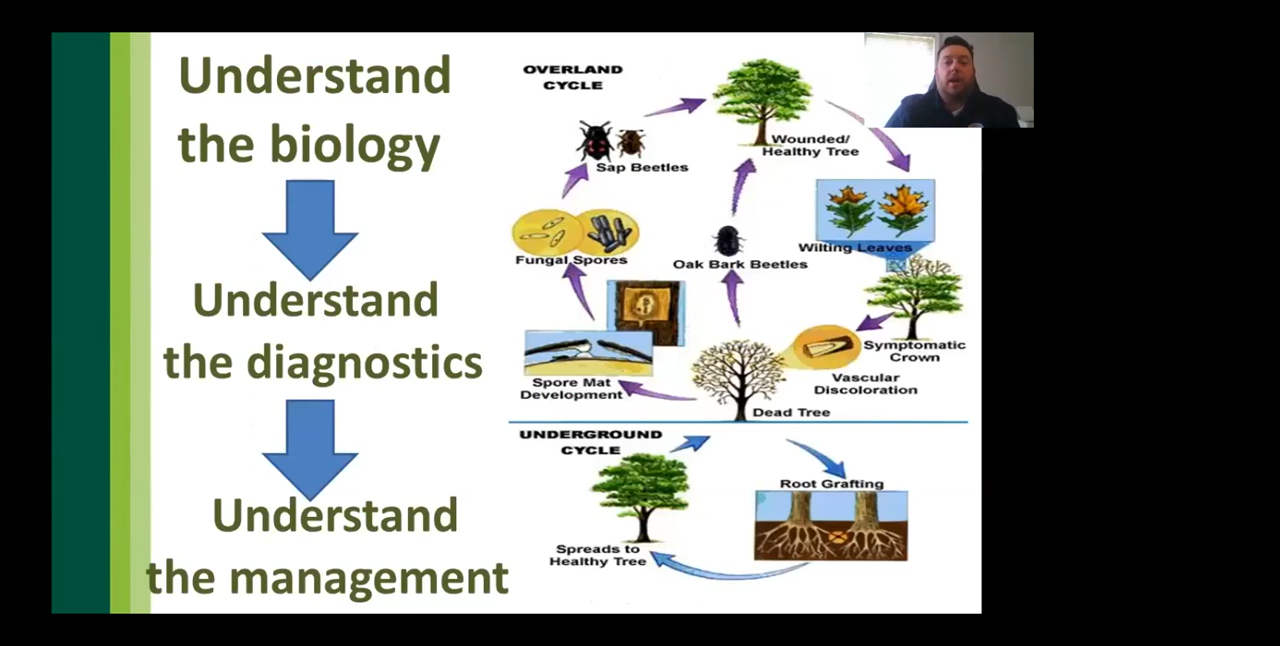 Understand
the biology
Understand
the diagnostics
Understand
the management
OVERLAND
CYCLE
Wounded/
Healthy Tree
Sap Beetles
Wilting Leaves
Fungal Spores
Oak Bark Beetles
Symptomatic
Crown
Vascular
Discoloration
Spore Mat
Development
Dead Tree
UNDERGROUND
CYCLE
Root Grafting
Spreads to
Healthy Tree